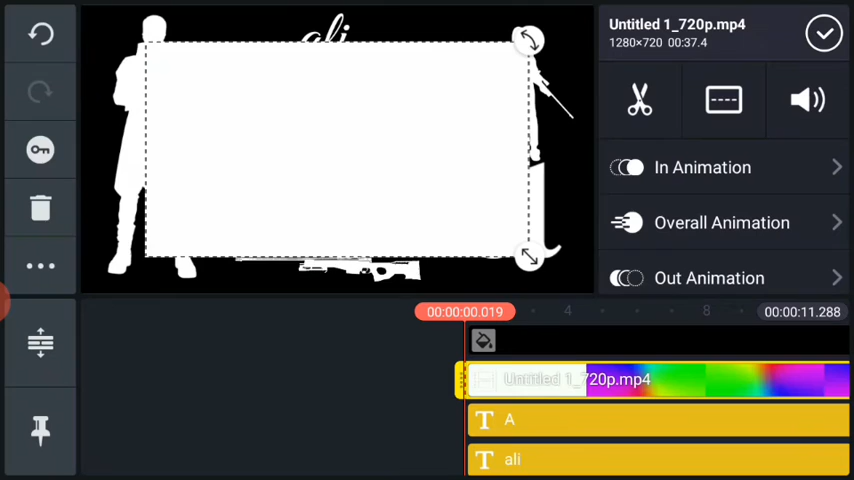 ali
Untitled 1_720p.mp4
1280×720 00:37.4
In Animation
Overall Animation
Out Animation
00:00:00.019
4
8
00:00:11.288
Untitled 1_720p.mp4
T A
T ali